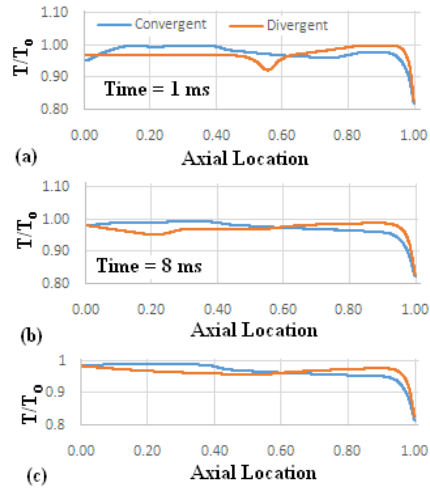 (a)
Convergent
Divergent
T/To
1.10
1.00
0.90
0.80
Time = 1 ms
0.00 0.20 0.40 0.60 0.80 1.00
Axial Location
(b)
T/To
1.10
1.00
0.90
0.80
Time = 8 ms
0.00 0.20 0.40 0.60 0.80 1.00
Axial Location
(c)
T/To
1
0.9
0.8
0.00 0.20 0.40 0.60 0.80 1.00
Axial Location